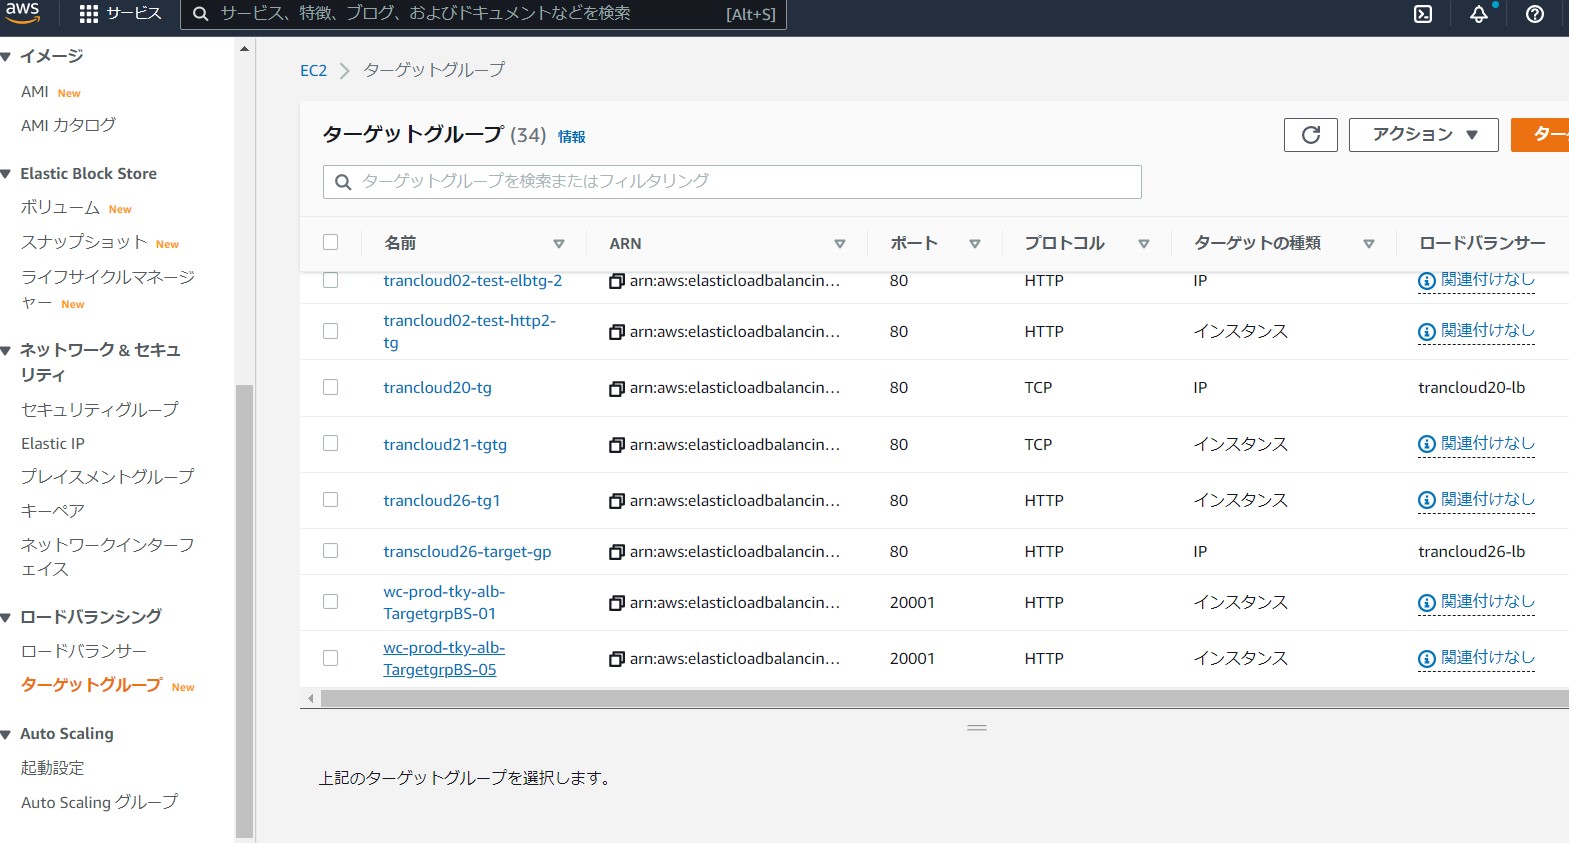 aws
サービス
サービス、特徴、ブログ、およびドキュメントなどを検索
[Alt+S]
イメージ
AMI New
AMI カタログ
Elastic Block Store
ボリューム New
スナップショット New
ライフサイクルマネージ
ャー New
ネットワーク & セキュ
リティ
セキュリティグループ
Elastic IP
プレイスメントグループ
キーペア
ネットワークインターフ
ェイス
ロードバランシング
ロードバランサー
ターゲットグループ New
Auto Scaling
起動設定
Auto Scaling グループ
EC2 > ターゲットグループ
ターゲットグループ (34) 情報
アクション
ター
ターゲットグループを検索またはフィルタリング
名前 ARN ポート プロトコル ターゲットの種類 ロードバランサー
trancloud02-test-elbtg-2 arn:aws:elasticloadbalancin... 80 HTTP IP 関連付けなし
trancloud02-test-http2-
tg arn:aws:elasticloadbalancin... 80 HTTP インスタンス 関連付けなし
trancloud20-tg arn:aws:elasticloadbalancin... 80 TCP IP trancloud20-lb
trancloud21-tgtg arn:aws:elasticloadbalancin... 80 TCP インスタンス 関連付けなし
trancloud26-tg1 arn:aws:elasticloadbalancin... 80 HTTP インスタンス 関連付けなし
transcloud26-target-gp arn:aws:elasticloadbalancin... 80 HTTP IP trancloud26-lb
wc-prod-tky-alb-
TargetgrpBS-01 arn:aws:elasticloadbalancin... 20001 HTTP インスタンス 関連付けなし
wc-prod-tky-alb-
TargetgrpBS-05 arn:aws:elasticloadbalancin... 20001 HTTP インスタンス 関連付けなし
上記のターゲットグループを選択します。